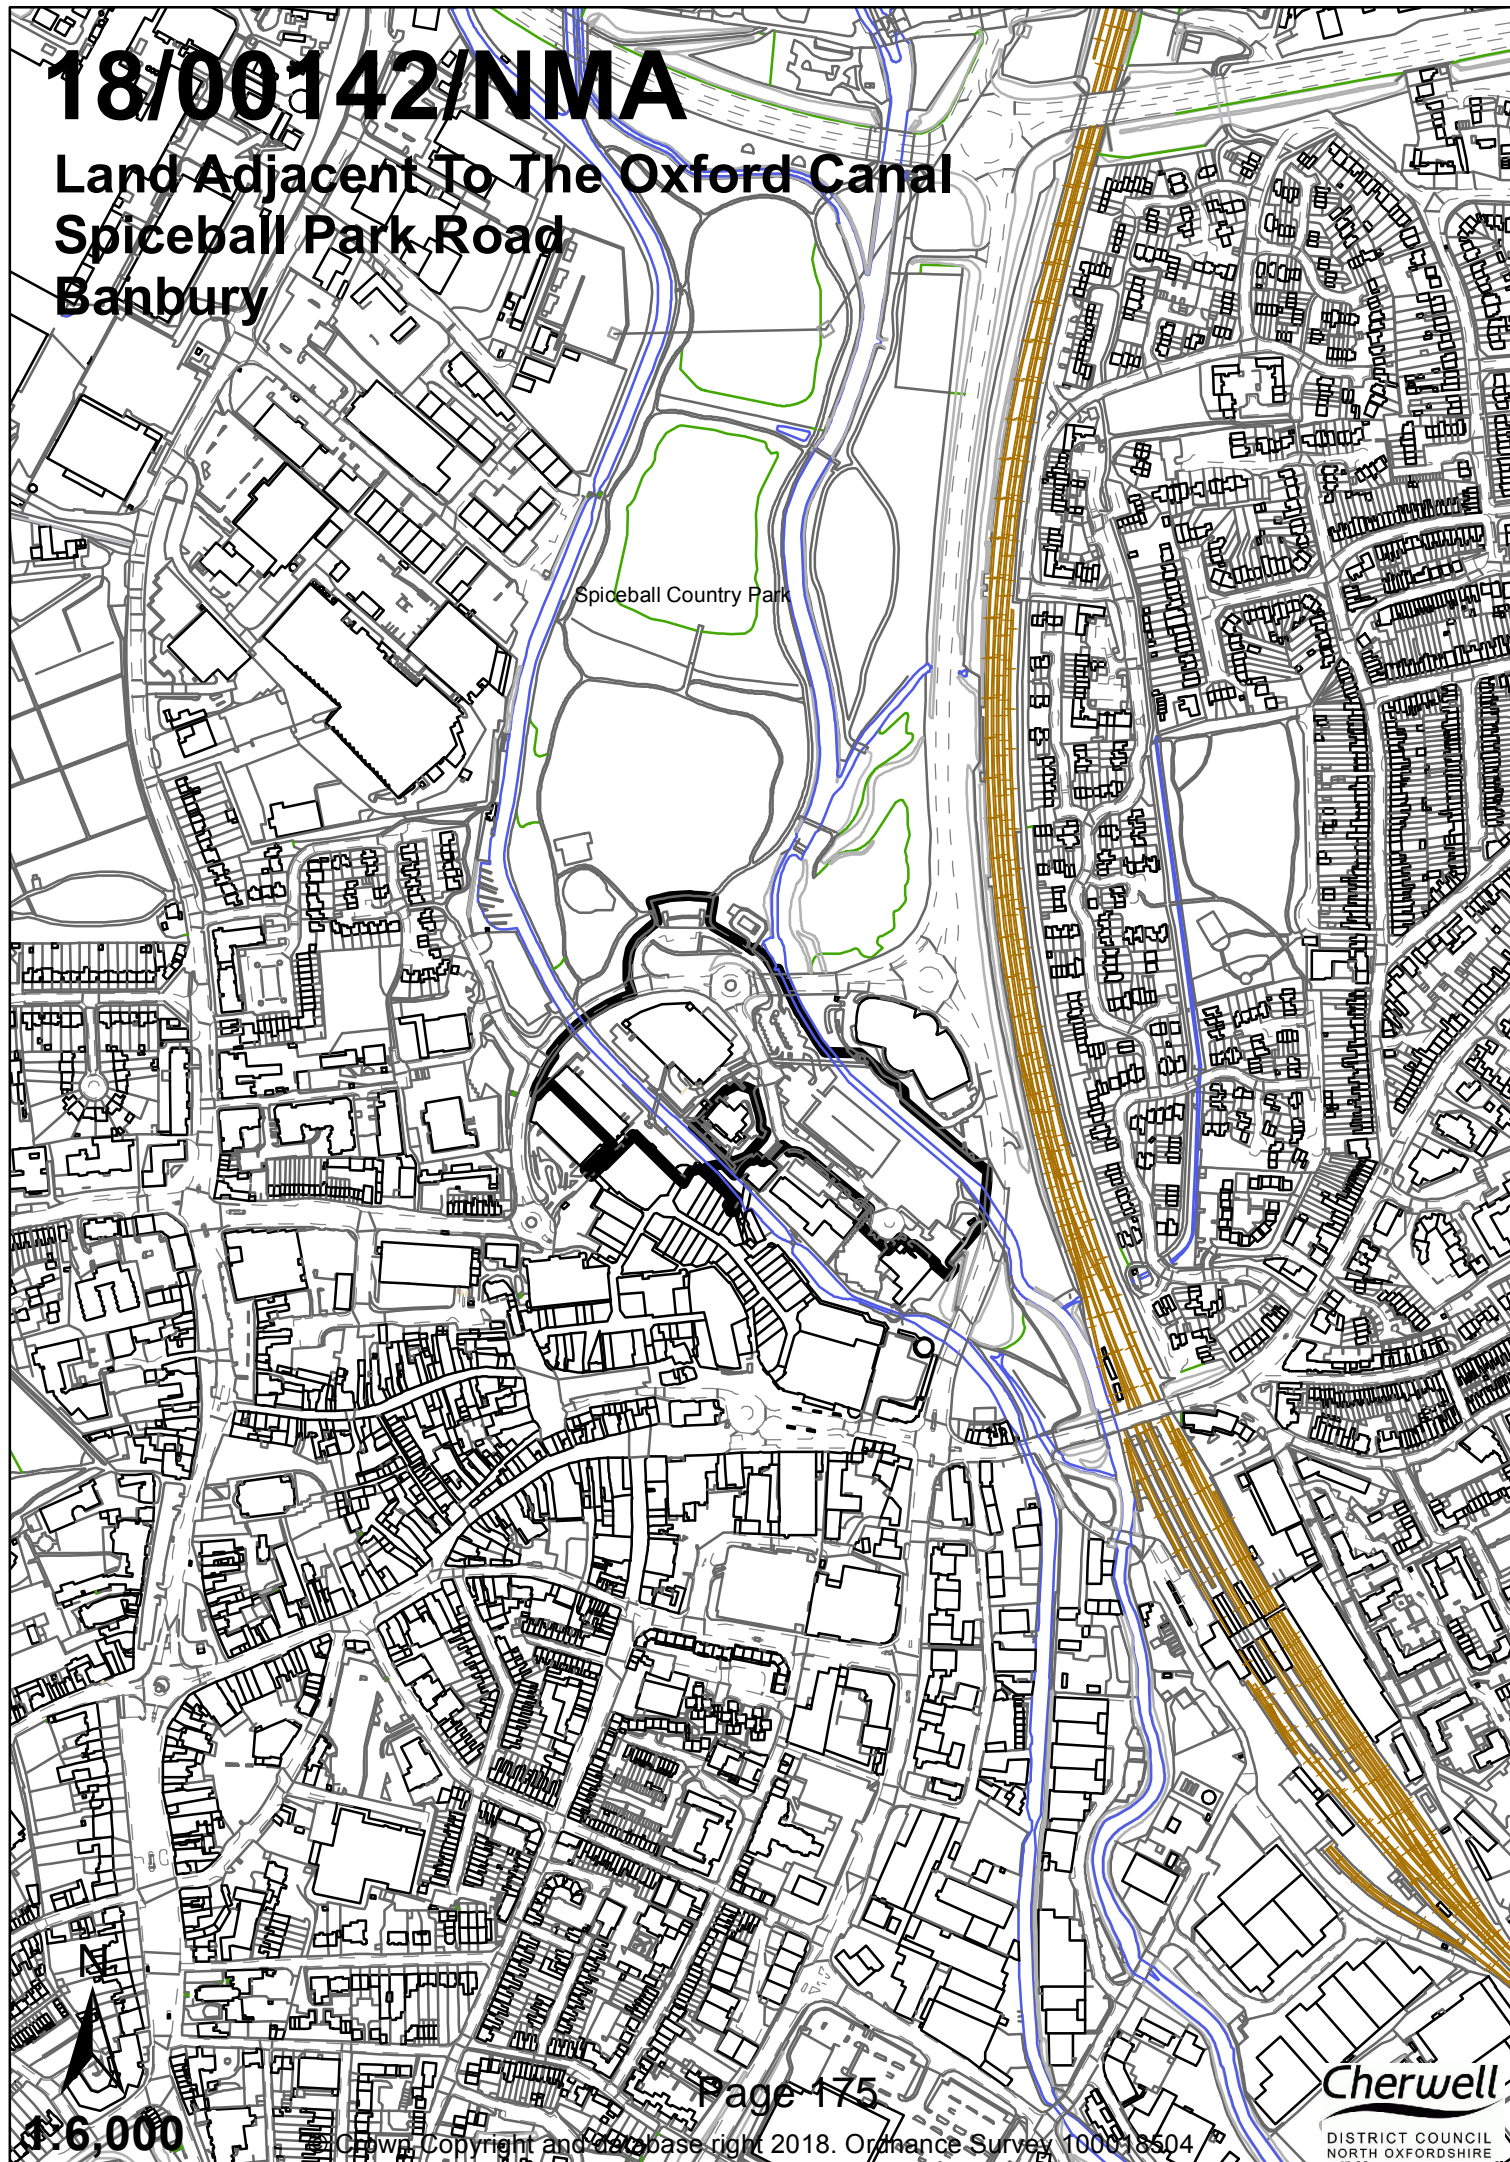 18/00142/NMA
Land Adjacent To The Oxford Canal
Spiceball Park Road
Banbury
Spiceball Country Park
N
Page 175
1:6,000
© Crown Copyright and database right 2018. Ordnance Survey 100018504
Cherwell
DISTRICT COUNCIL
NORTH OXFORDSHIRE